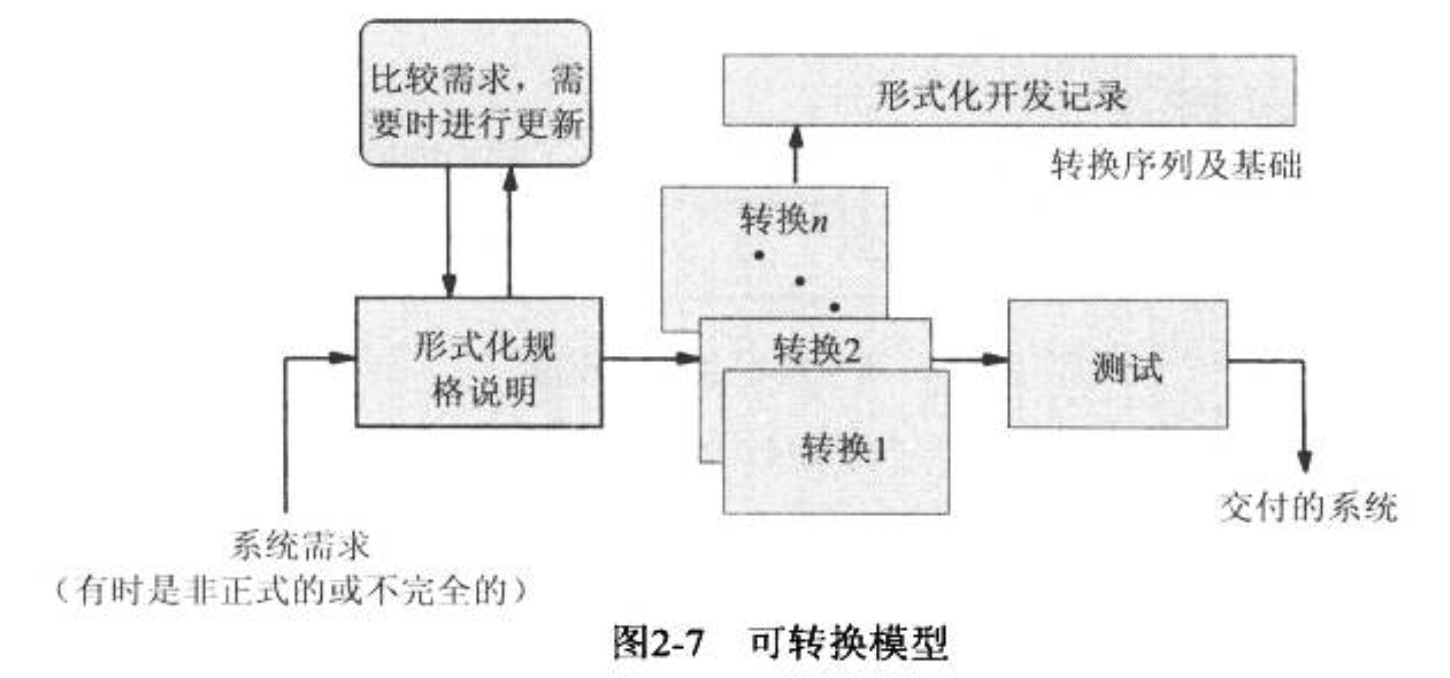 比较需求，需
要时进行更新
形式化开发记录
转换序列及基础
转换n
转换2
转换1
形式化规
格说明
测试
交付的系统
系统需求
（有时是非正式的或不完全的）
图2-7 可转换模型